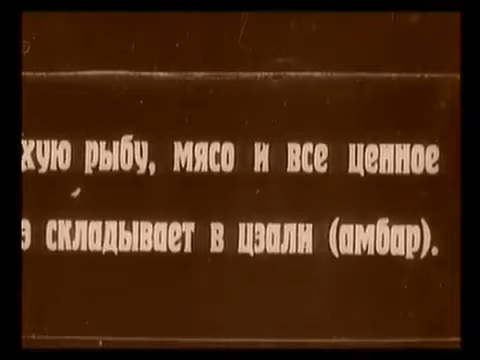 хую рыбу, мясо и все ценное
э складывает в цзали (амбар).